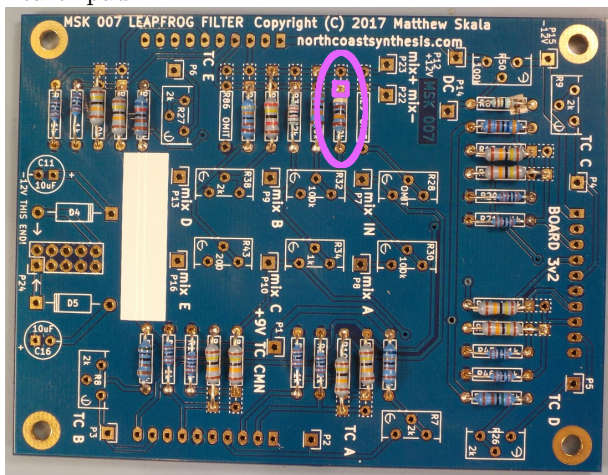 MSK 007 LEAPFROG FILTER Copyright (C) 2017 Matthew Skala
northcoastsynthesis.com
P15
-12V
P6
TC E
P23
mix+
mix-
P22
P12
+12V
MSK 007
DC
P14
R50
100
R9
2k
TC C
P4
R27
2k
R86 OMIT
C11
10uF
-12V THIS END!
D4
P24
D5
10uF
C16
P13
mix D
R38
2k
P9
mix B
R32
100k
P7
mix IN
R28
OMIT
BOARD 3v2
P16
mix E
R43
200
P10
mix C
R34
1k
P8
mix A
R30
100k
+9V
P1
TC CMN
2k
R8
TC B
P3
P2
TC A
R7
2k
R26
2k
TC D
P5